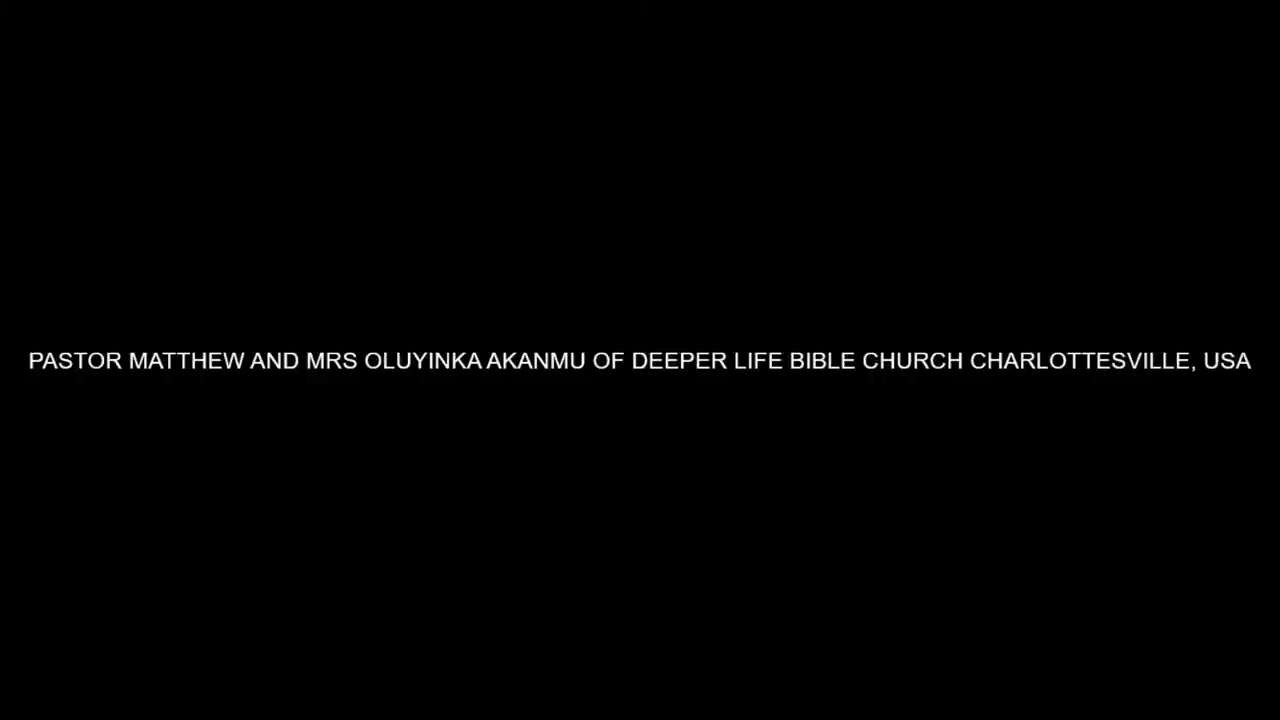 PASTOR MATTHEW AND MRS OLUYINKA AKANMU OF DEEPER LIFE BIBLE CHURCH CHARLOTTESVILLE, USA